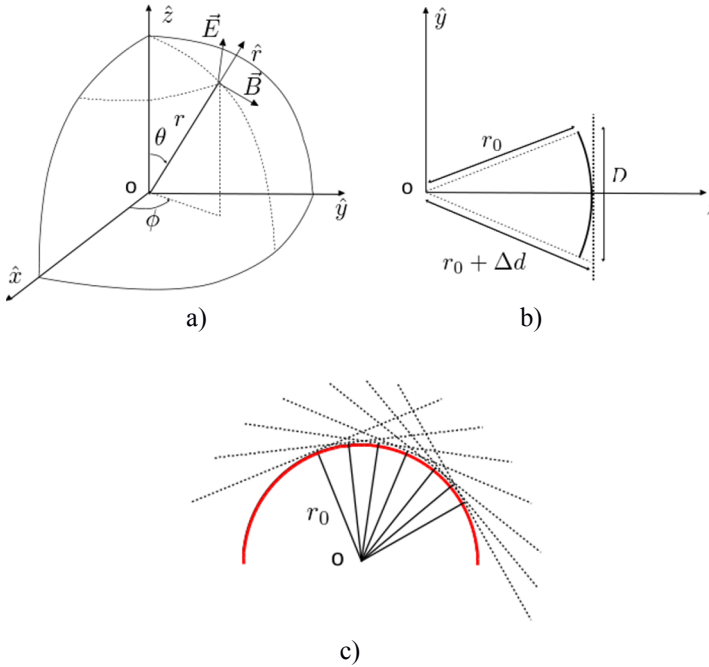 ẑ
E⃗
r̂
B⃗
r
θ
o
ŷ
ϕ
x̂
a)
ŷ
r₀
o
D
r₀ + Δd
b)
r₀
o
c)